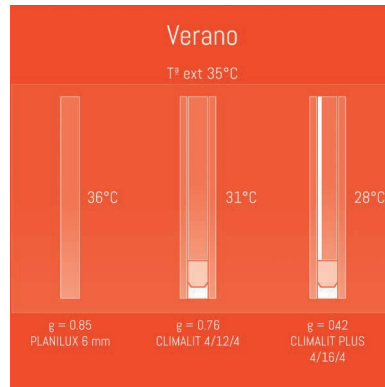 Verano
Tª ext 35°C
36°C
31°C
28°C
g = 0.85
PLANILUX 6 mm
g = 0.76
CLIMALIT 4/12/4
g = 042
CLIMALIT PLUS
4/16/4